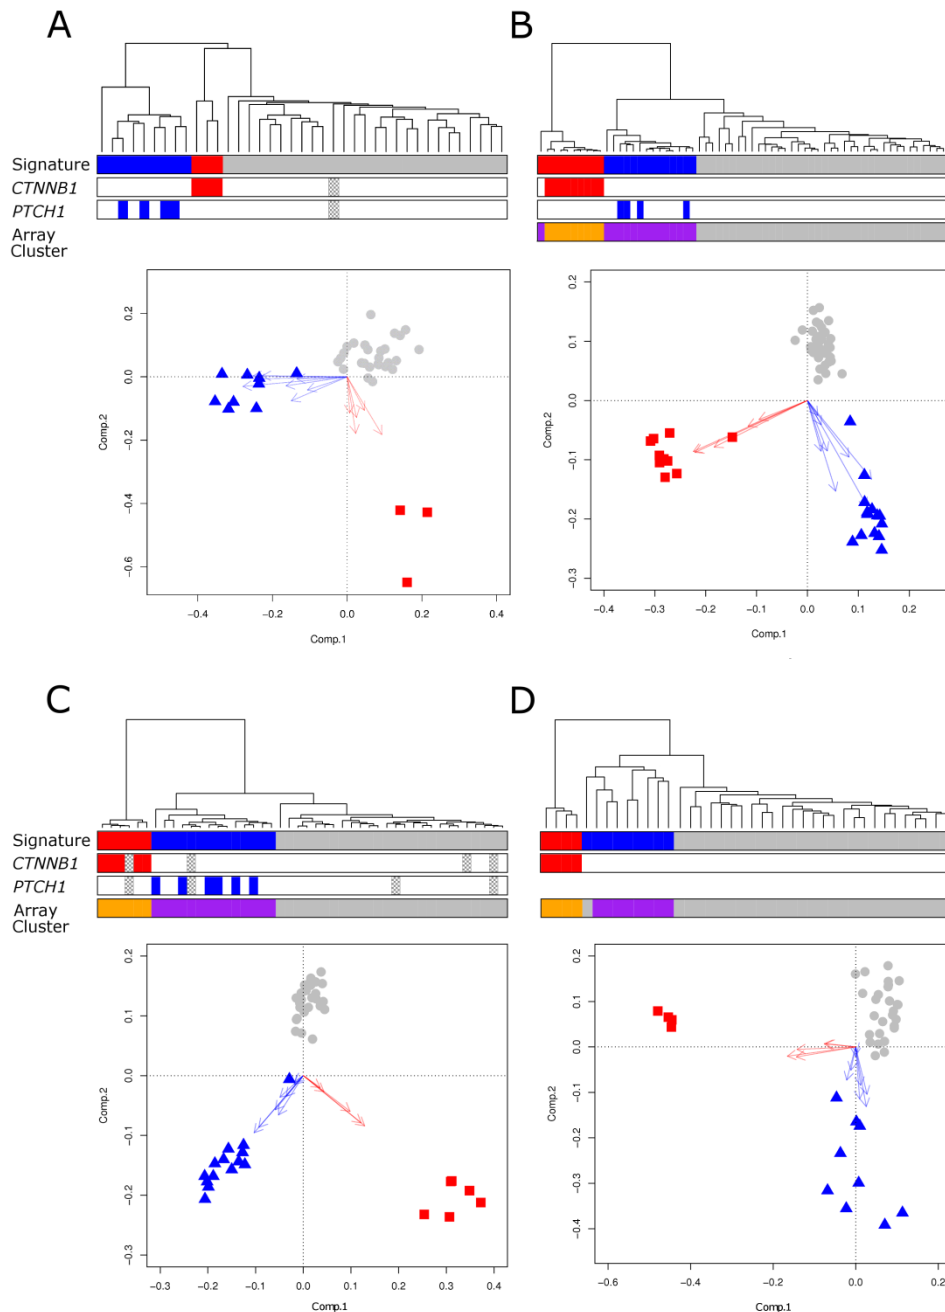 A B
Signature
CTNNB1
PTCH1
Array
Cluster
0.2 0.2
0.0 0.1
−0.2 0.0
−0.4 −0.1
−0.6 −0.2
−0.3
Comp.2 Comp.2
−0.4 −0.2 0.0 0.2 0.4 −0.4 −0.3 −0.2 −0.1 0.0 0.1 0.2
Comp.1 Comp.1
C D
Signature
CTNNB1
PTCH1
Array
Cluster
0.2 0.2
0.1 0.1
0.0 0.0
−0.1 −0.1
−0.2 −0.2
−0.3 −0.3
−0.4
Comp.2 Comp.2
−0.3 −0.2 −0.1 0.0 0.1 0.2 0.3 0.4 −0.6 −0.4 −0.2 0.0 0.2
Comp.1 Comp.1